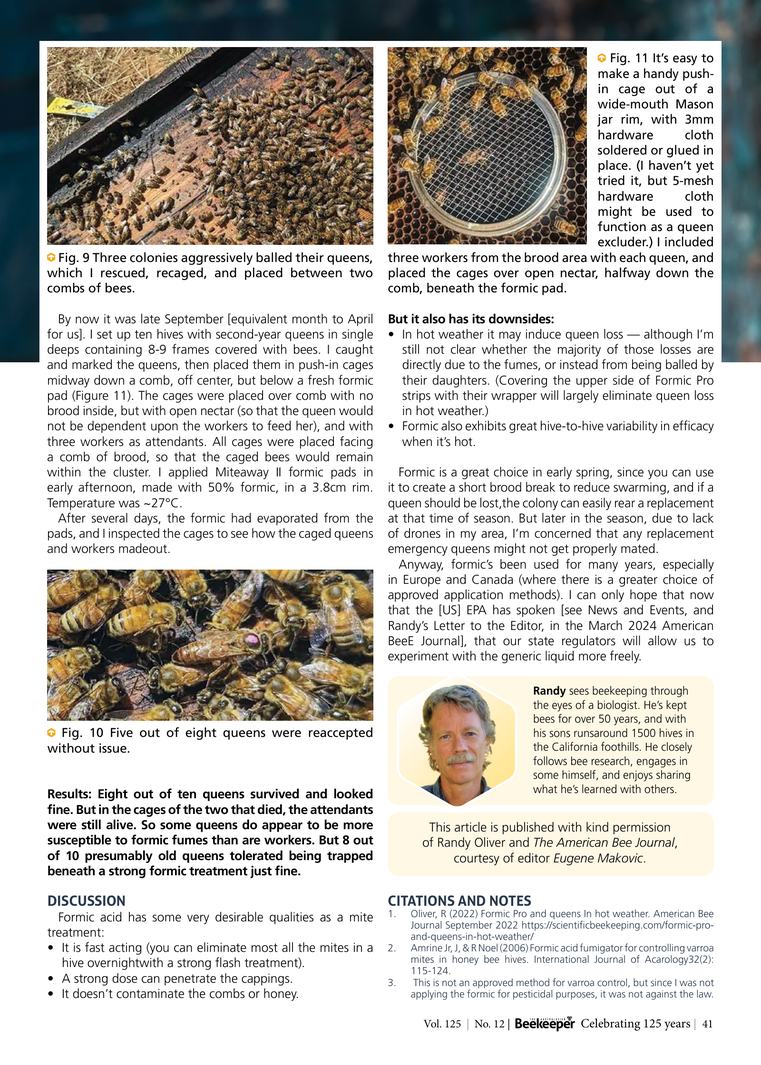 Fig. 9 Three colonies aggressively balled their queens,
which I rescued, recaged, and placed between two
combs of bees.
By now it was late September [equivalent month to April
for us]. I set up ten hives with second-year queens in single
deeps containing 8-9 frames covered with bees. I caught
and marked the queens, then placed them in push-in cages
midway down a comb, off center, but below a fresh formic
pad (Figure 11). The cages were placed over comb with no
brood inside, but with open nectar (so that the queen would
not be dependent upon the workers to feed her), and with
three workers as attendants. All cages were placed facing
a comb of brood, so that the caged bees would remain
within the cluster. I applied Miteaway II formic pads in
early afternoon, made with 50% formic, in a 3.8cm rim.
Temperature was ~27°C.
After several days, the formic had evaporated from the
pads, and I inspected the cages to see how the caged queens
and workers madeout.
Fig. 10 Five out of eight queens were reaccepted
without issue.
Results: Eight out of ten queens survived and looked
fine. But in the cages of the two that died, the attendants
were still alive. So some queens do appear to be more
susceptible to formic fumes than are workers. But 8 out
of 10 presumably old queens tolerated being trapped
beneath a strong formic treatment just fine.
DISCUSSION
Formic acid has some very desirable qualities as a mite
treatment:
• It is fast acting (you can eliminate most all the mites in a
hive overnightwith a strong flash treatment).
• A strong dose can penetrate the cappings.
• It doesn't contaminate the combs or honey.
Fig. 11 It's easy to
make a handy push-
in cage out of a
wide-mouth Mason
jar rim, with 3mm
hardware cloth
soldered or glued in
place. (I haven't yet
tried it, but 5-mesh
hardware cloth
might be used to
function as a queen
excluder.) I included
three workers from the brood area with each queen, and
placed the cages over open nectar, halfway down the
comb, beneath the formic pad.
But it also has its downsides:
• In hot weather it may induce queen loss — although I'm
still not clear whether the majority of those losses are
directly due to the fumes, or instead from being balled by
their daughters. (Covering the upper side of Formic Pro
strips with their wrapper will largely eliminate queen loss
in hot weather.)
• Formic also exhibits great hive-to-hive variability in efficacy
when it's hot.
Formic is a great choice in early spring, since you can use
it to create a short brood break to reduce swarming, and if a
queen should be lost,the colony can easily rear a replacement
at that time of season. But later in the season, due to lack
of drones in my area, I'm concerned that any replacement
emergency queens might not get properly mated.
Anyway, formic's been used for many years, especially
in Europe and Canada (where there is a greater choice of
approved application methods). I can only hope that now
that the [US] EPA has spoken [see News and Events, and
Randy's Letter to the Editor, in the March 2024 American
BeeE Journal], that our state regulators will allow us to
experiment with the generic liquid more freely.
Randy sees beekeeping through
the eyes of a biologist. He's kept
bees for over 50 years, and with
his sons runsaround 1500 hives in
the California foothills. He closely
follows bee research, engages in
some himself, and enjoys sharing
what he's learned with others.
This article is published with kind permission
of Randy Oliver and The American Bee Journal,
courtesy of editor Eugene Makovic.
CITATIONS AND NOTES
1. Oliver, R (2022) Formic Pro and queens In hot weather. American Bee
Journal September 2022 https://scientificbeekeeping.com/formic-pro-
and-queens-in-hot-weather/
2. Amrine Jr, J, & R Noel (2006) Formic acid fumigator for controlling varroa
mites in honey bee hives. International Journal of Acarology32(2):
115-124.
3. This is not an approved method for varroa control, but since I was not
applying the formic for pesticidal purposes, it was not against the law.
Vol. 125 | No. 12 | Beekeeper Celebrating 125 years | 41